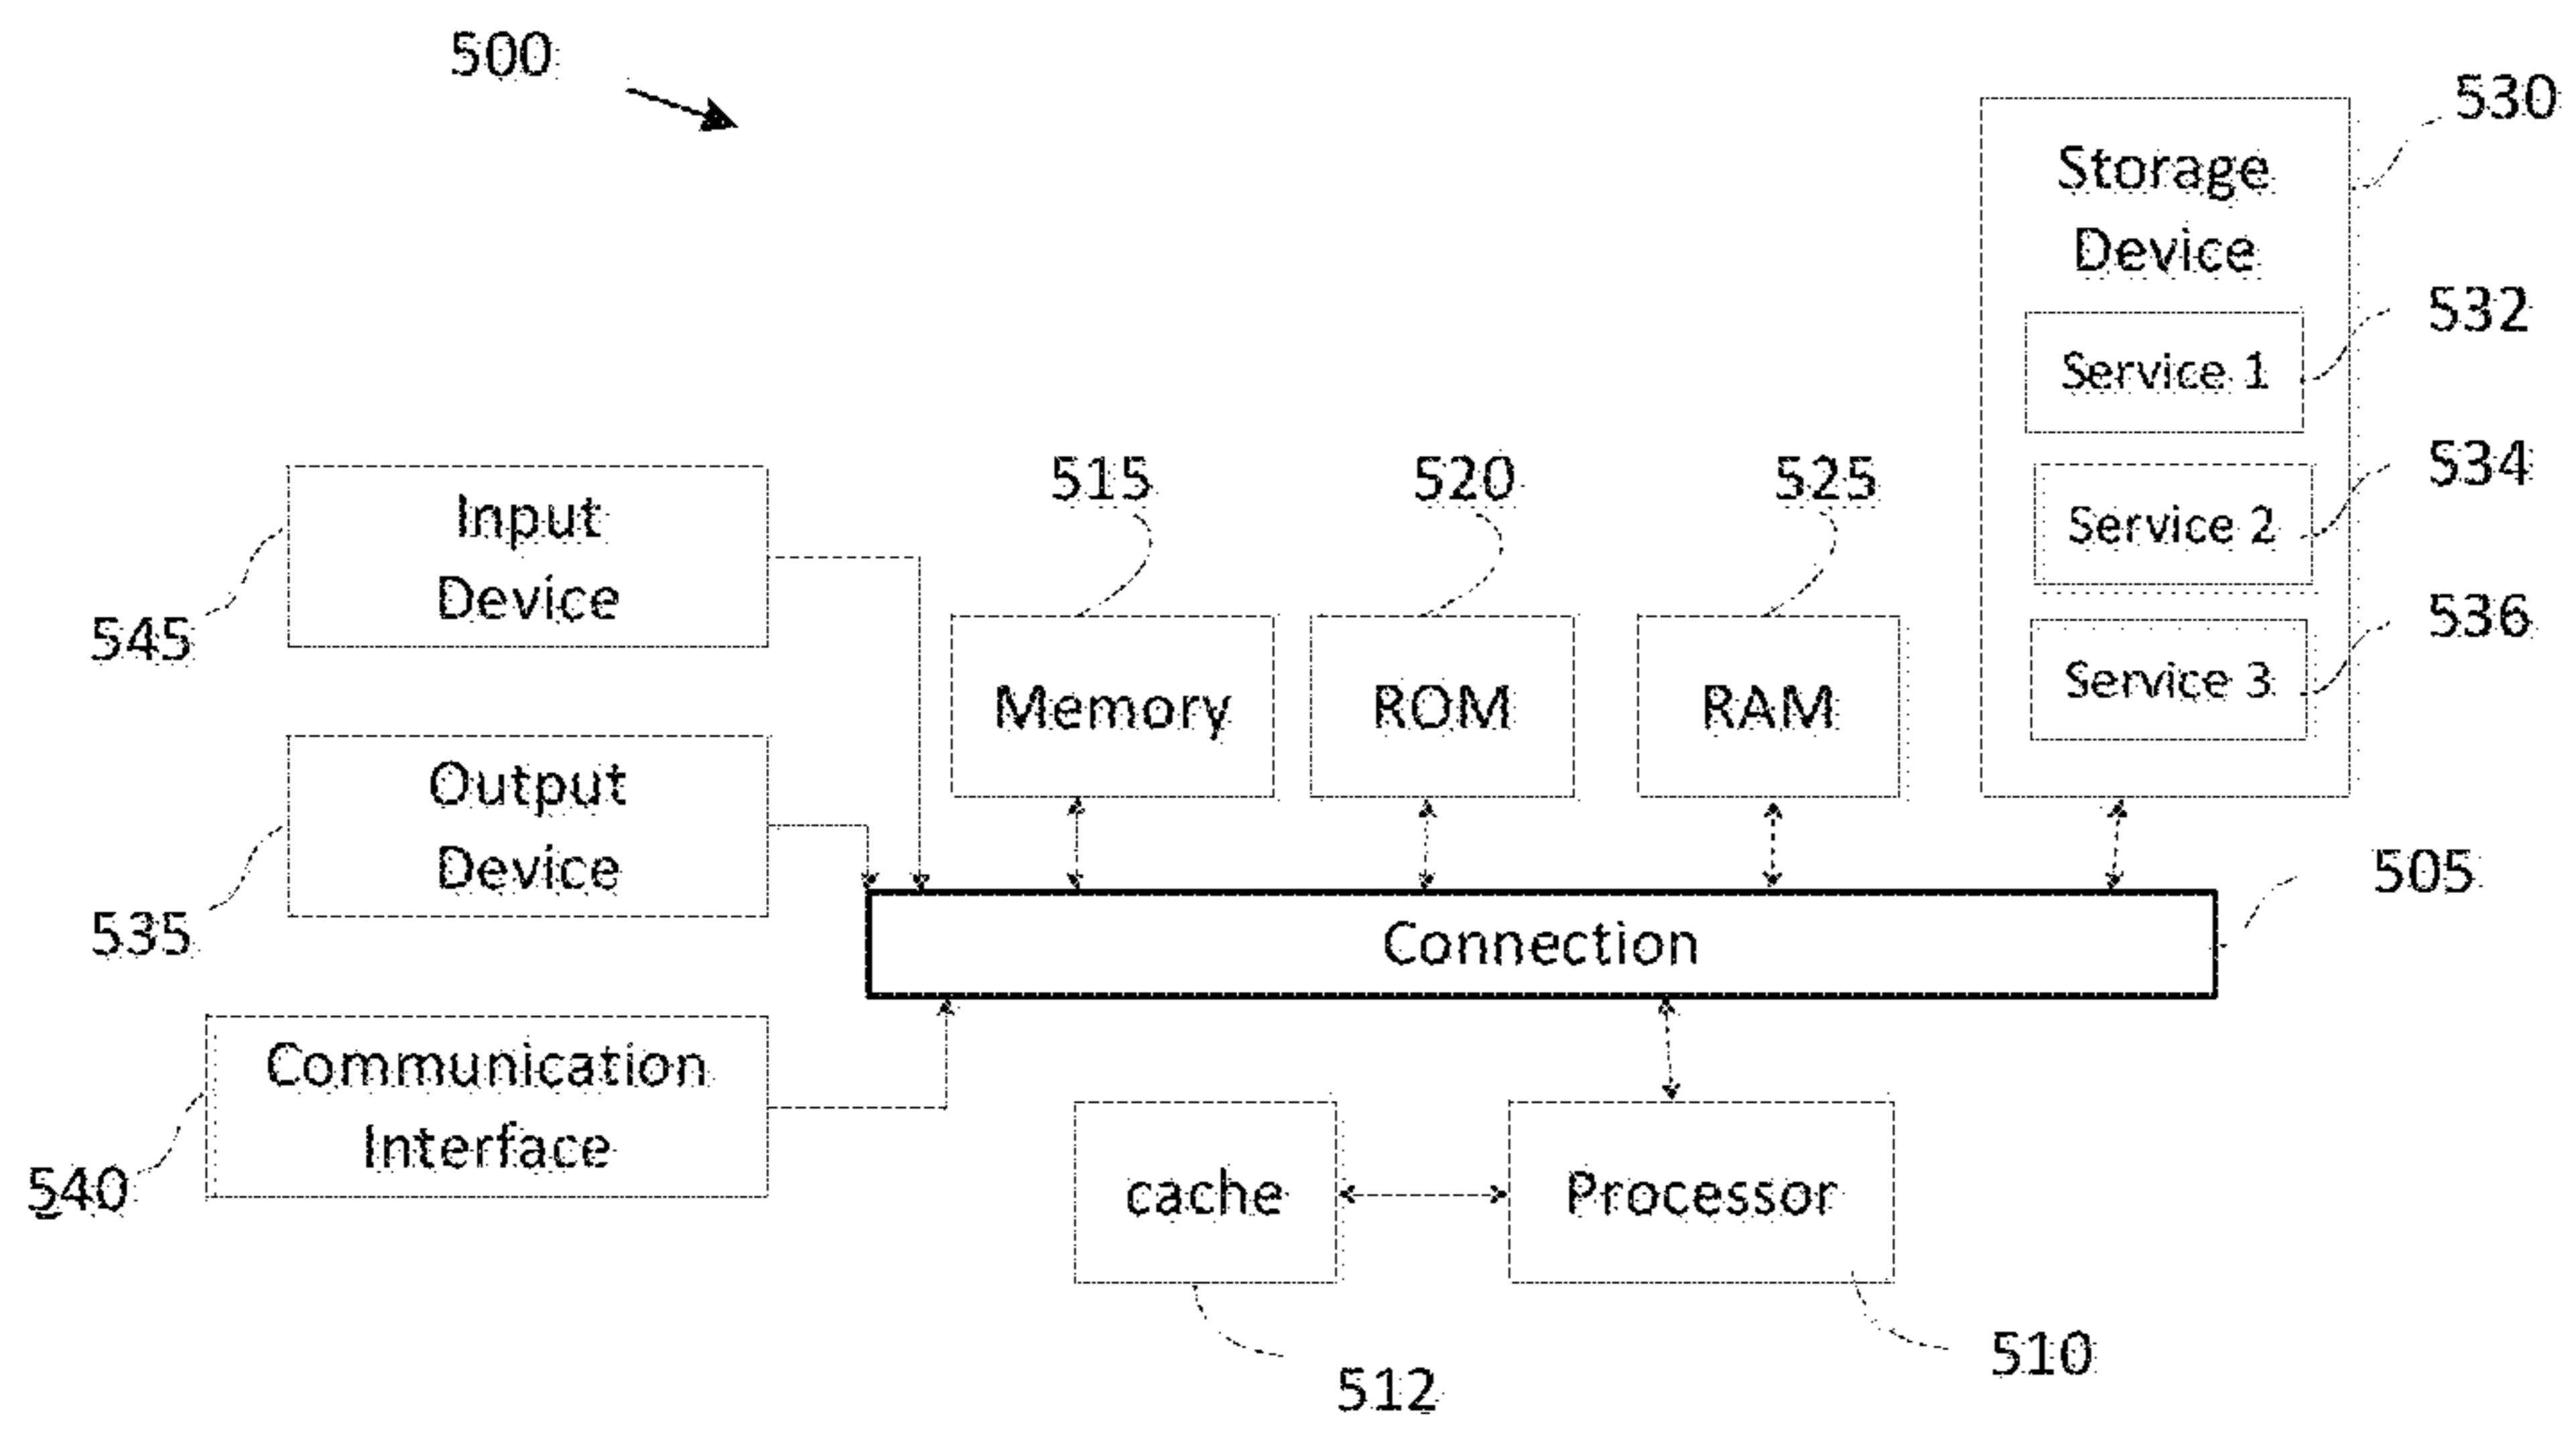 500
530
Storage
Device
532
Service 1
534
Service 2
536
Service 3
515
520
525
Input
Device
545
Memory
ROM
RAM
Output
Device
535
505
Connection
Communication
Interface
540
cache
Processor
510
512